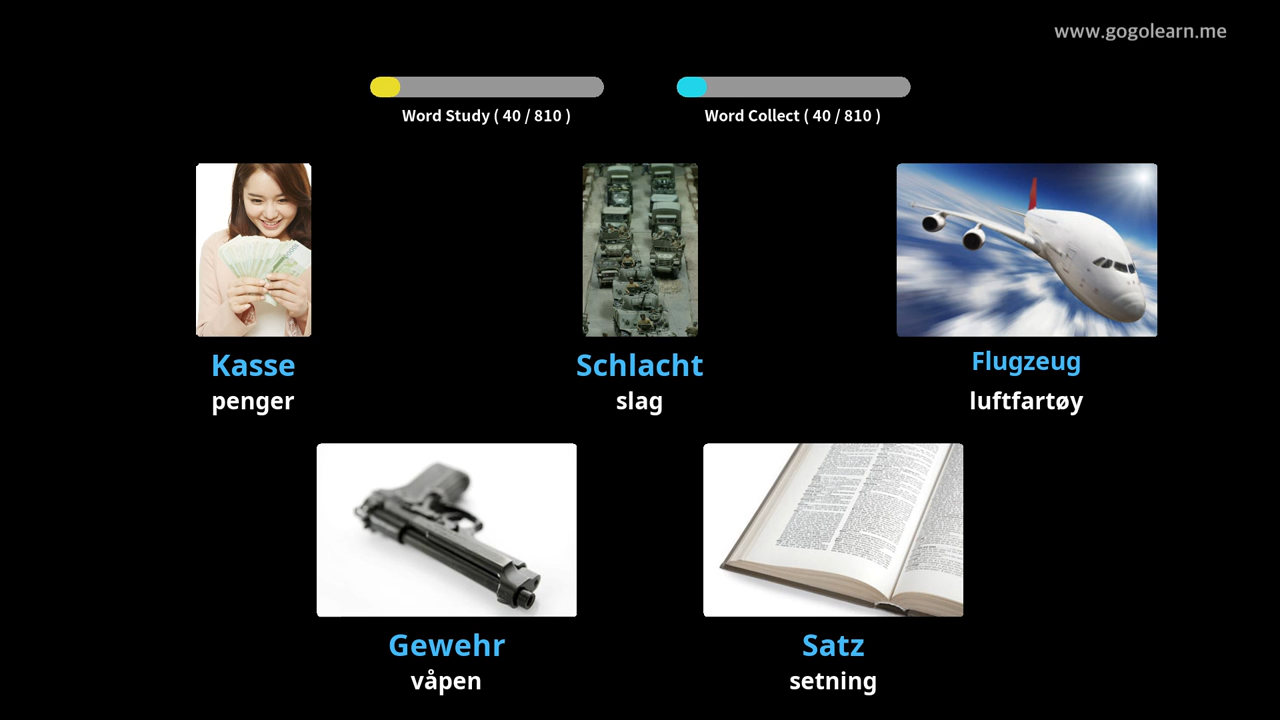 www.gogolearn.me
Word Study ( 40 / 810 )
Word Collect ( 40 / 810 )
Kasse
penger
Schlacht
slag
Flugzeug
luftfartøy
Gewehr
våpen
Satz
setning